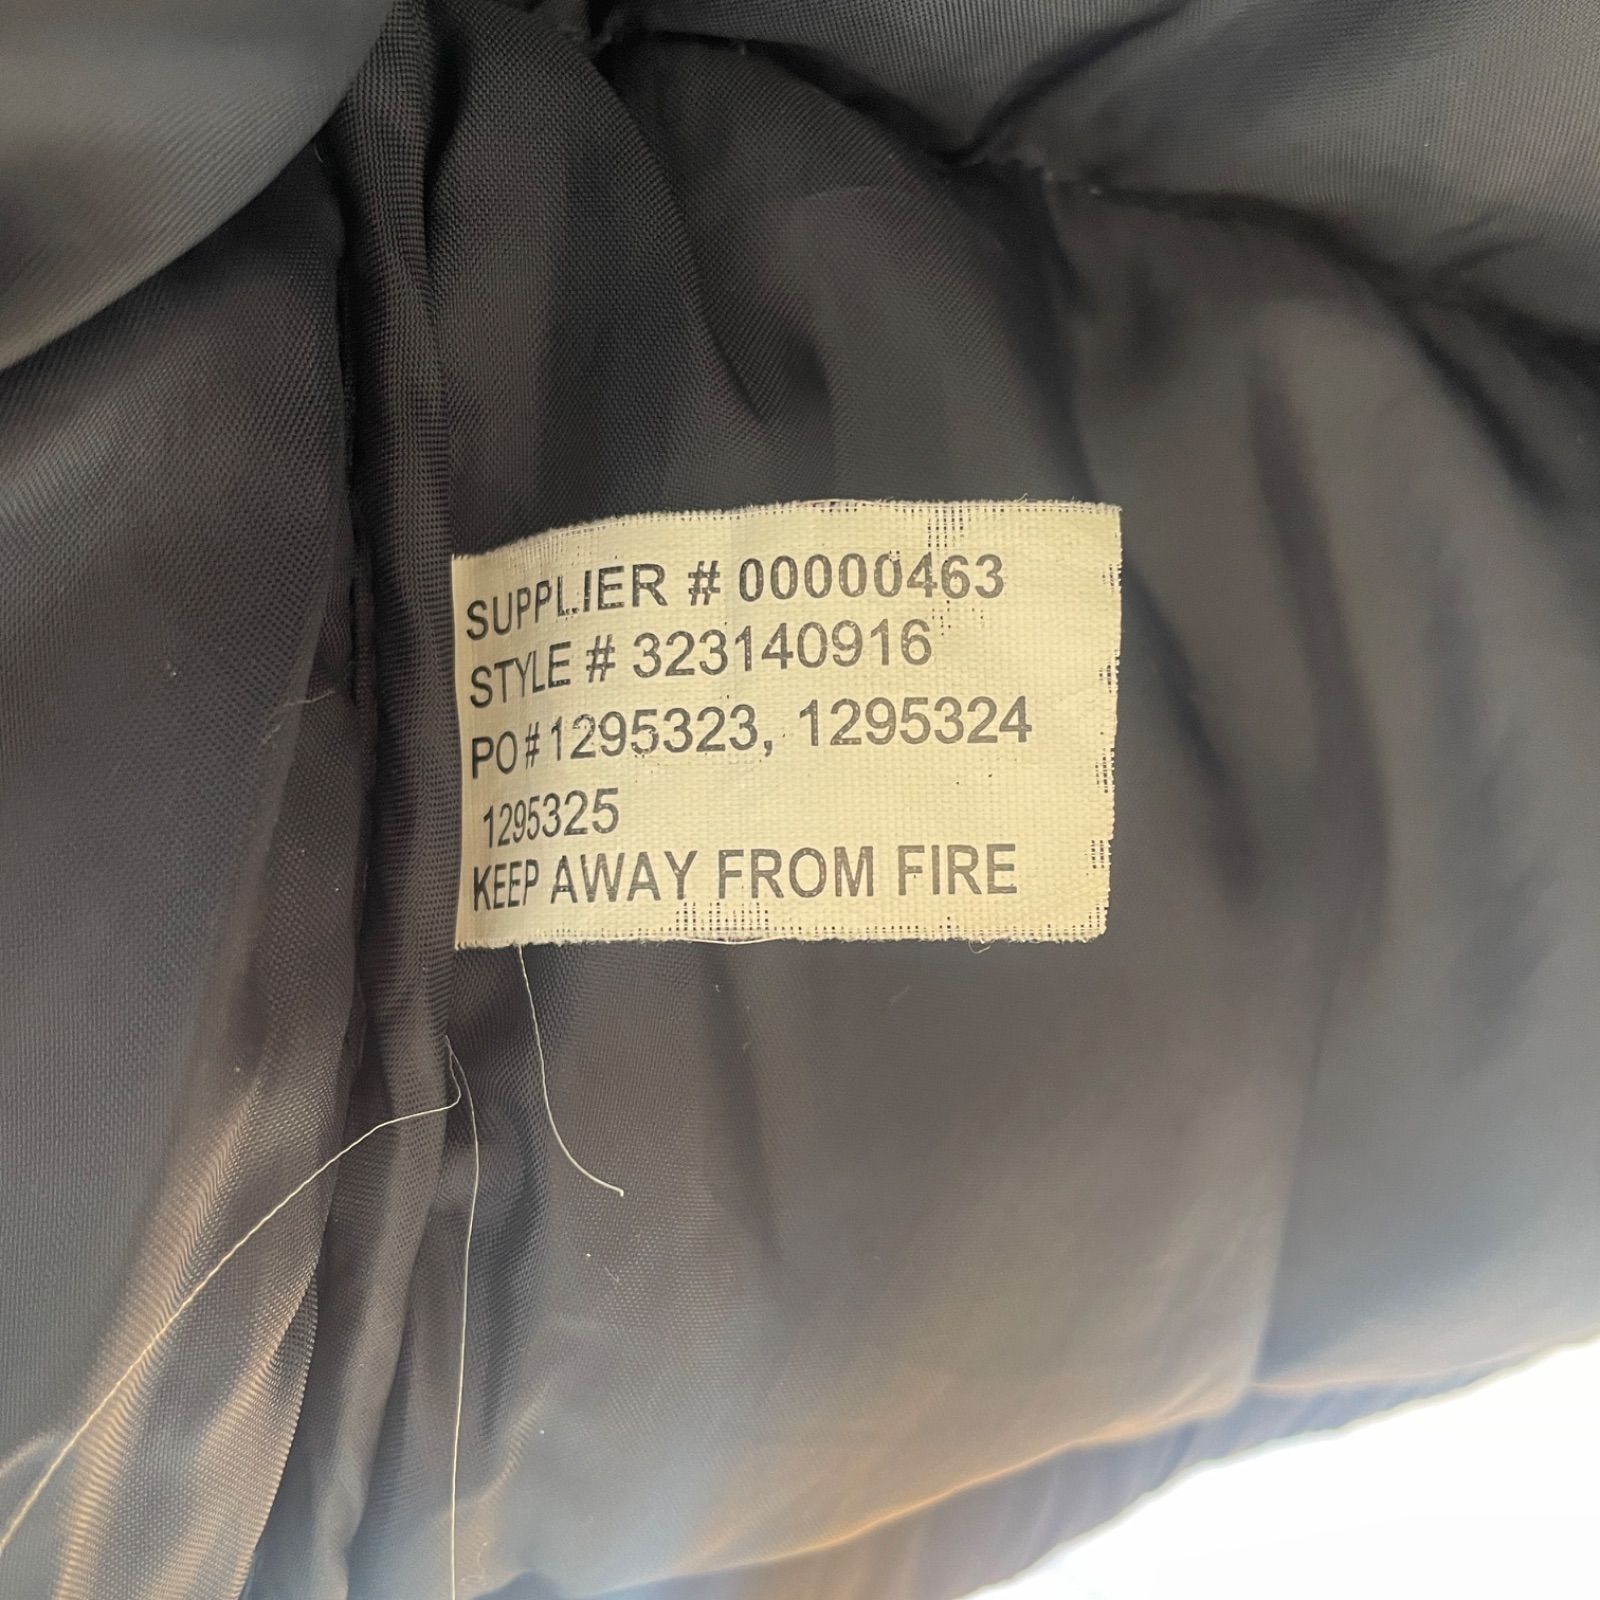 SUPPLIER # 00000463
STYLE # 323140916
PO#1295323, 1295324
1295325
KEEP AWAY FROM FIRE